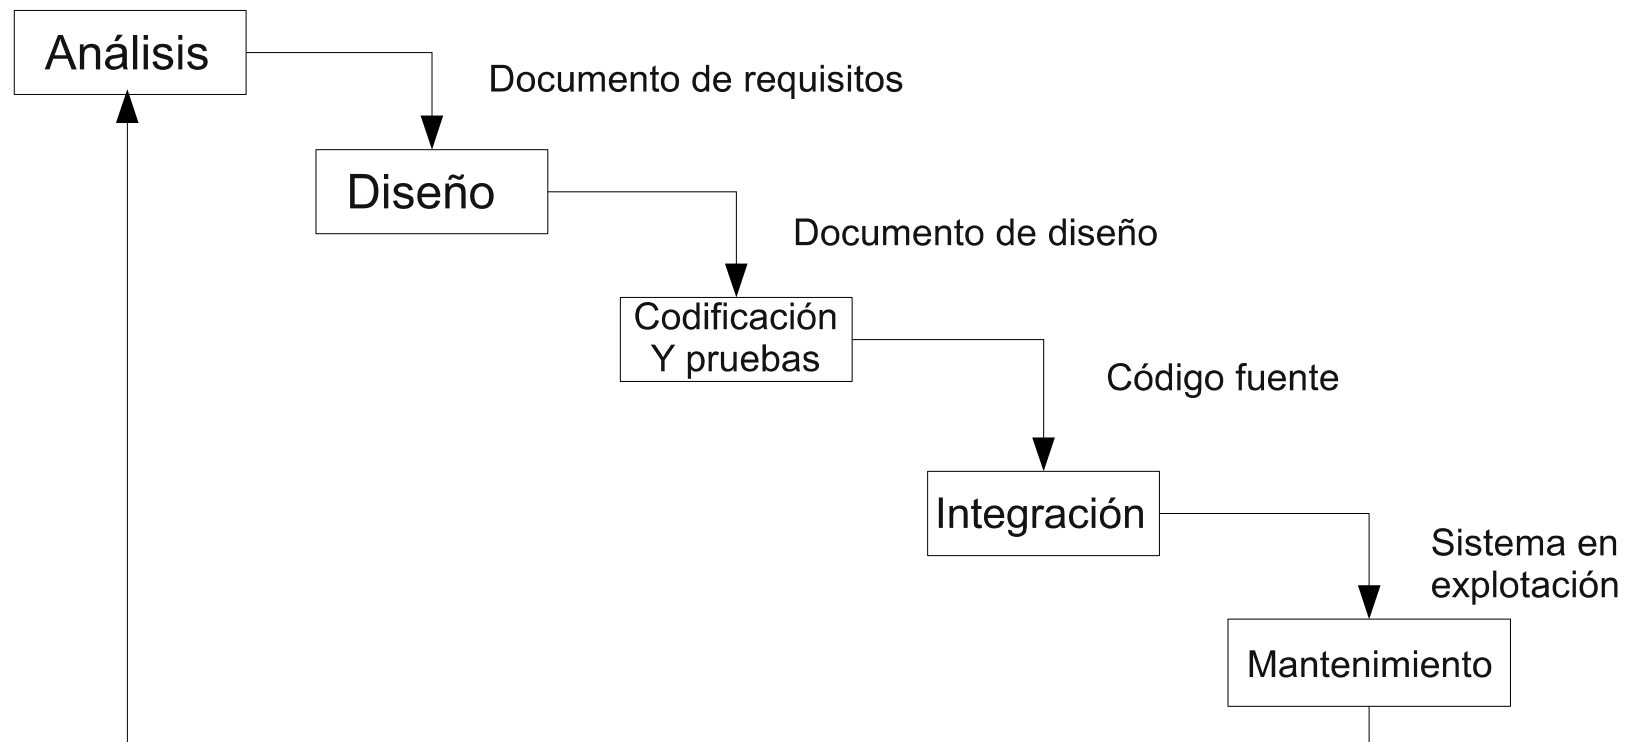 Análisis
Documento de requisitos
Diseño
Documento de diseño
Codificación
Y pruebas
Código fuente
Integración
Sistema en
explotación
Mantenimiento